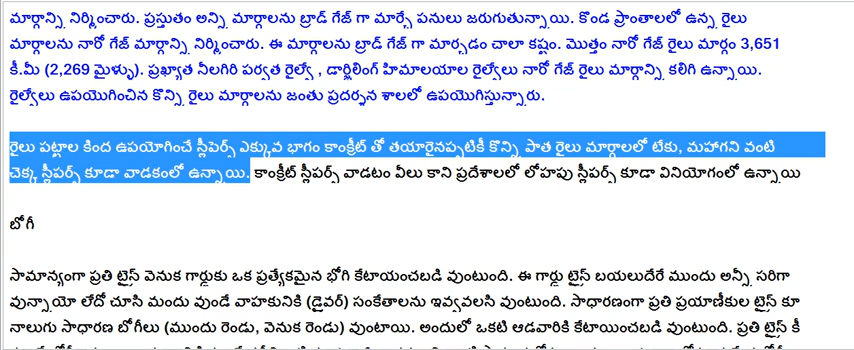 మార్గాన్ని నిర్మించారు. ప్రస్తుతం అన్ని మార్గాలను బ్రాడ్ గేజ్ గా మార్చే పనులు జరుగుతున్నాయి. కొండ ప్రాంతాలలో ఉన్న రైలు
మార్గాలను నారో గేజ్ మార్గాన్ని నిర్మించారు. ఈ మార్గాలను బ్రాడ్ గేజ్ గా మార్చడం చాలా కష్టం. మొత్తం నారో గేజ్ రైలు మార్గం 3,651
కీ.మీ (2,269 మైళ్ళు). ప్రఖ్యాత నీలగిరి పర్వత రైల్వే , డార్జిలింగ్ హిమాలయాల రైల్వేలు నారో గేజ్ రైలు మార్గాన్ని కలిగి ఉన్నాయి.
రైల్వేలు ఉపయొగించిన కొన్ని రైలు మార్గాలను జంతు ప్రదర్శన శాలలో ఉపయొగిస్తున్నారు.
రైలు పట్టాల కింద ఉపయోగించే స్లీపెర్స్ ఎక్కువ భాగం కాంక్రీట్ తో తయారైనప్పటికీ కొన్ని పాత రైలు మార్గాలలో టేకు, మహాగని వంటి
చెక్క స్లీపర్స్ కూడా వాడకంలో ఉన్నాయి. కాంక్రీట్ స్లీపర్స్ వాడటం వీలు కాని ప్రదేశాలలో లోహపు స్లీపర్స్ కూడా వినియోగంలో ఉన్నాయి
బోగీ
సామాన్యంగా ప్రతి ట్రైన్ వెనుక గార్డుకు ఒక ప్రత్యేకమైన భోగి కేటాయంచబడి వుంటుంది. ఈ గార్డు ట్రైన్ బయలుదేరే ముందు అన్నీ సరిగా
వున్నాయో లేదో చూసి మందు వుండే వాహకునికి (డ్రైవర్) సంకేతాలను ఇవ్వవలసి వుంటుంది. సాధారణంగా ప్రతి ప్రయాణీకుల ట్రైన్ కూ
నాలుగు సాధారణ బోగీలు (ముందు రెండు, వెనుక రెండు) వుంటాయి. అందులో ఒకటి ఆడవారికి కేటాయించబడి వుంటుంది. ప్రతి ట్రైన్ కీ